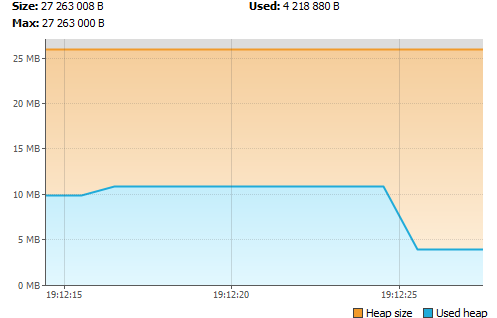 Size: 27 263 008 B Used: 4 218 880 B
Max: 27 263 000 B
25 MB
20 MB
15 MB
10 MB
5 MB
0 MB
19:12:15 19:12:20 19:12:25
Heap size Used heap